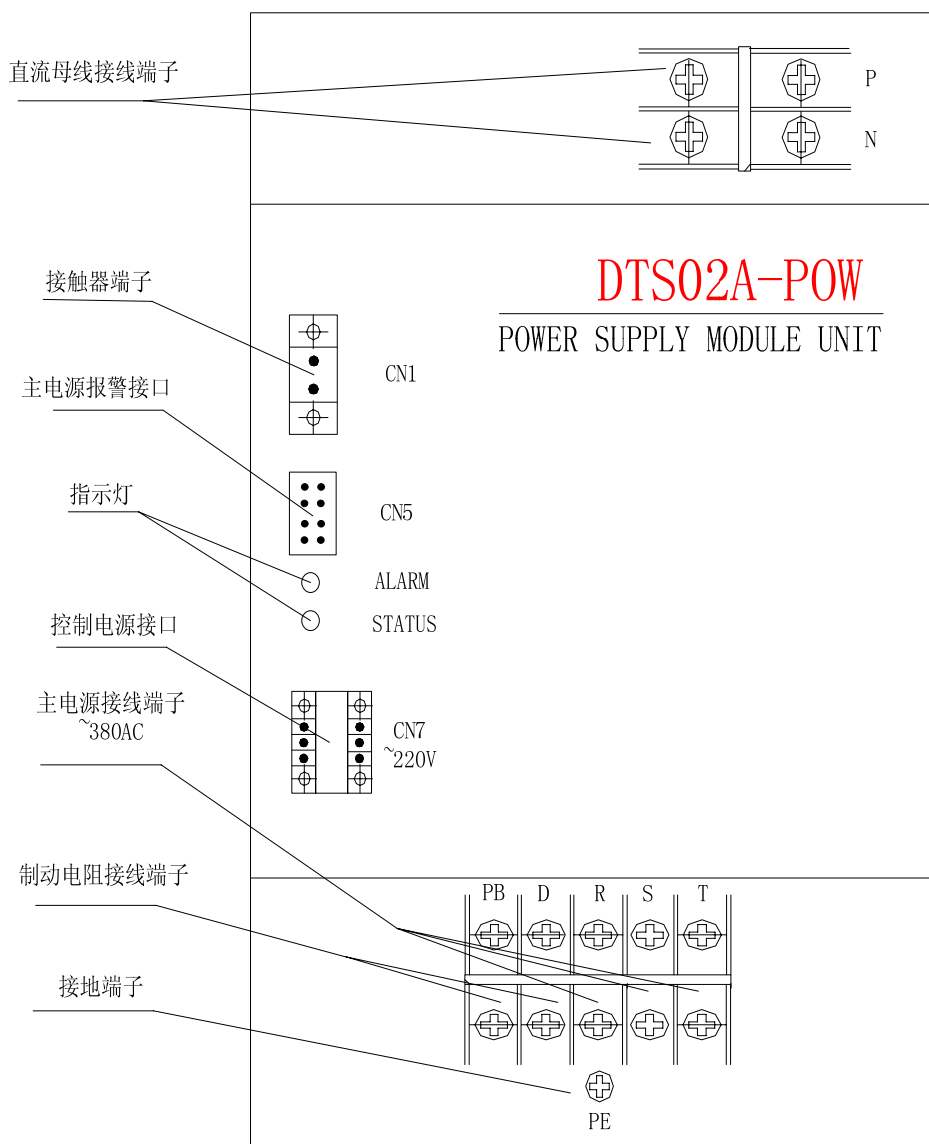 直流母线接线端子
P
N
接触器端子
DTS02A-POW
POWER SUPPLY MODULE UNIT
CN1
主电源报警接口
指示灯
CN5
ALARM
STATUS
控制电源接口
主电源接线端子
~380AC
CN7
~220V
制动电阻接线端子
PB D R S T
接地端子
PE